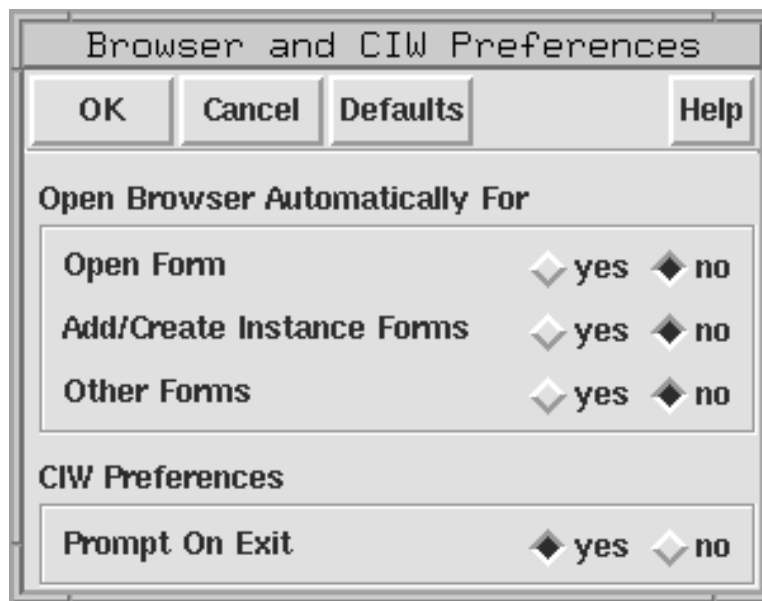 Browser and CIW Preferences
OK Cancel Defaults Help
Open Browser Automatically For
Open Form yes no
Add/Create Instance Forms yes no
Other Forms yes no
CIW Preferences
Prompt On Exit yes no